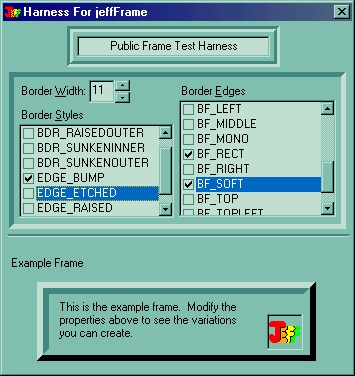 Harness For jeffFrame
Public Frame Test Harness
Border Width: 11
Border Edges
Border Styles
BF_LEFT
BF_MIDDLE
BF_MONO
BF_RECT
BF_RIGHT
BF_SOFT
BF_TOP
BF_TOPLEFT
BDR_RAISEDOUTER
BDR_SUNKENINNER
BDR_SUNKENOUTER
EDGE_BUMP
EDGE_ETCHED
EDGE_RAISED
Example Frame
This is the example frame. Modify the
properties above to see the variations
you can create.
JEFF